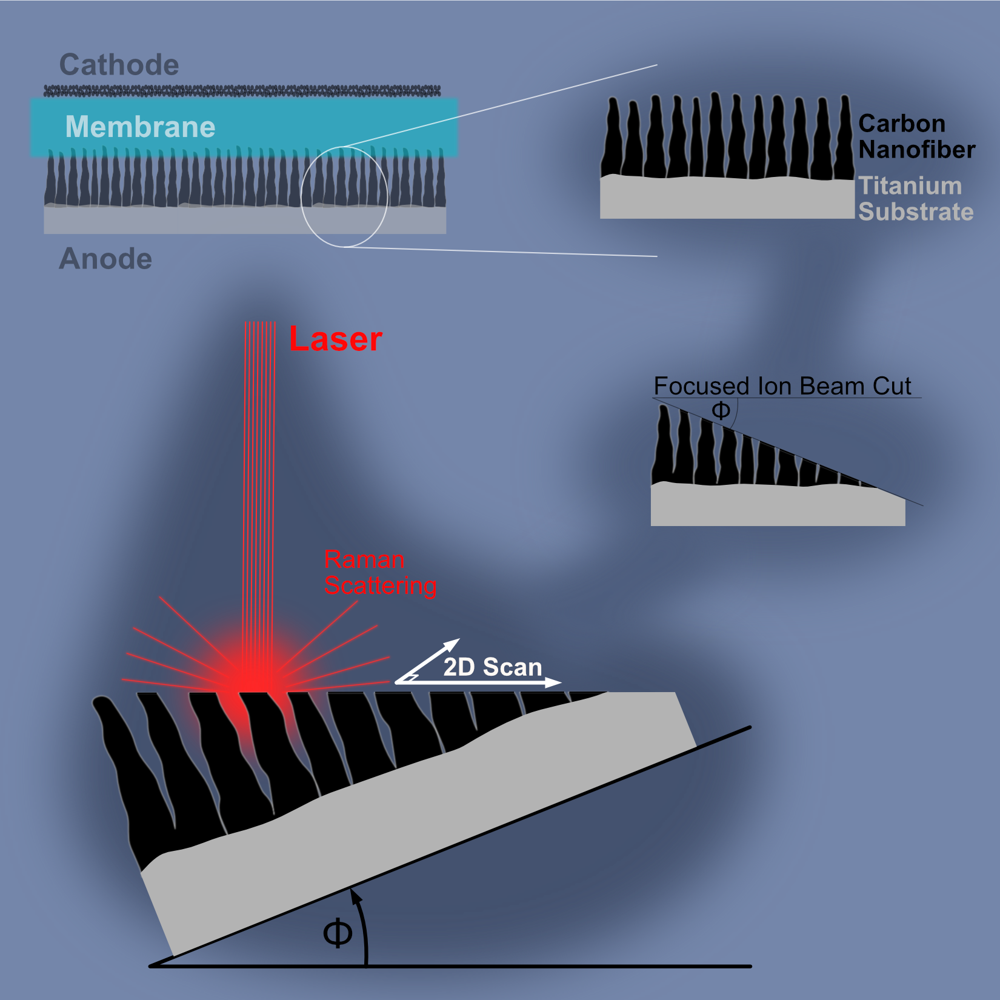 Cathode
Membrane
Anode
Carbon
Nanofiber
Titanium
Substrate
Laser
Focused Ion Beam Cut
Φ
Raman
Scattering
2D Scan
Φ